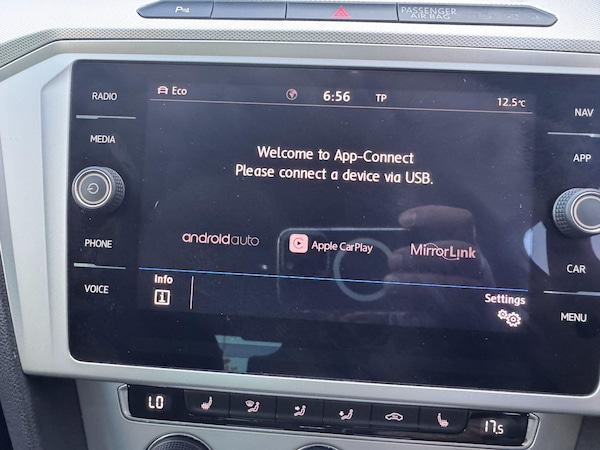 P
PASSENGER
AIR BAG
RADIO
MEDIA
PHONE
VOICE
Eco
6:56
TP
12.5°C
Welcome to App-Connect
Please connect a device via USB.
androidauto
Apple CarPlay
MirrorLink
Info
i
Settings
NAV
APP
CAR
MENU
LO
17.5